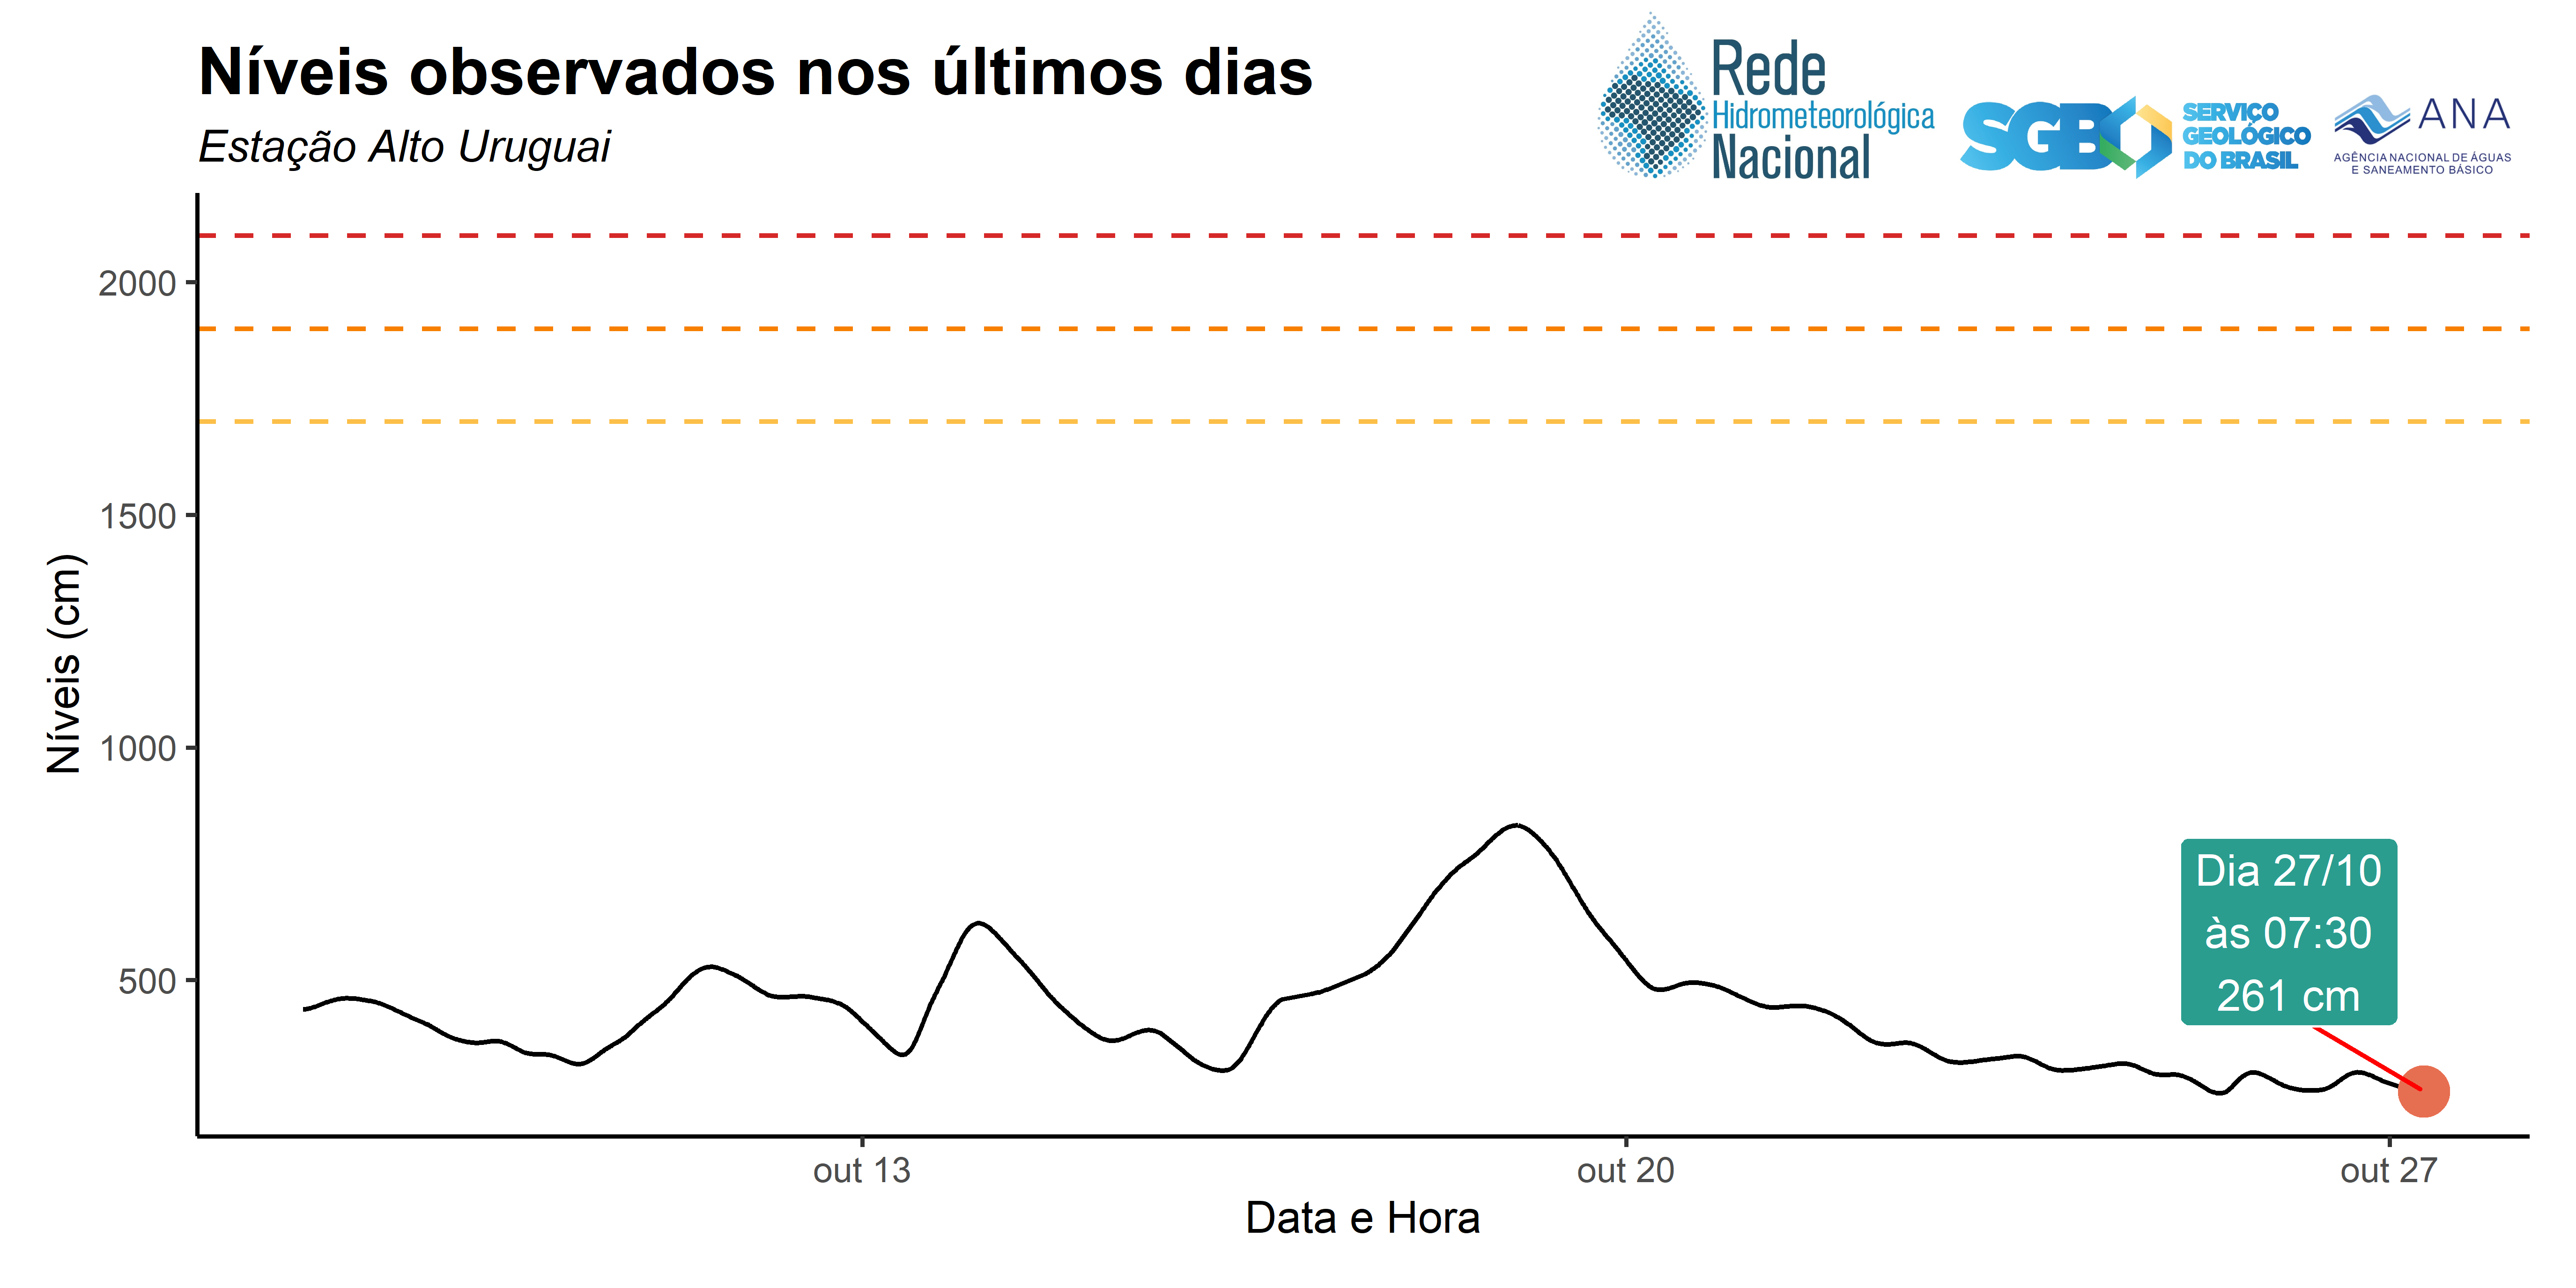 Níveis observados nos últimos dias
Estação Alto Uruguai
Rede
Hidrometeorológica
Nacional
SGB
SERVIÇO
GEOLÓGICO
DO BRASIL
ANA
AGÊNCIA NACIONAL DE ÁGUAS
E SANEAMENTO BÁSICO
Níveis (cm)
2000
1500
1000
500
Dia 27/10
às 07:30
261 cm
out 13
out 20
out 27
Data e Hora